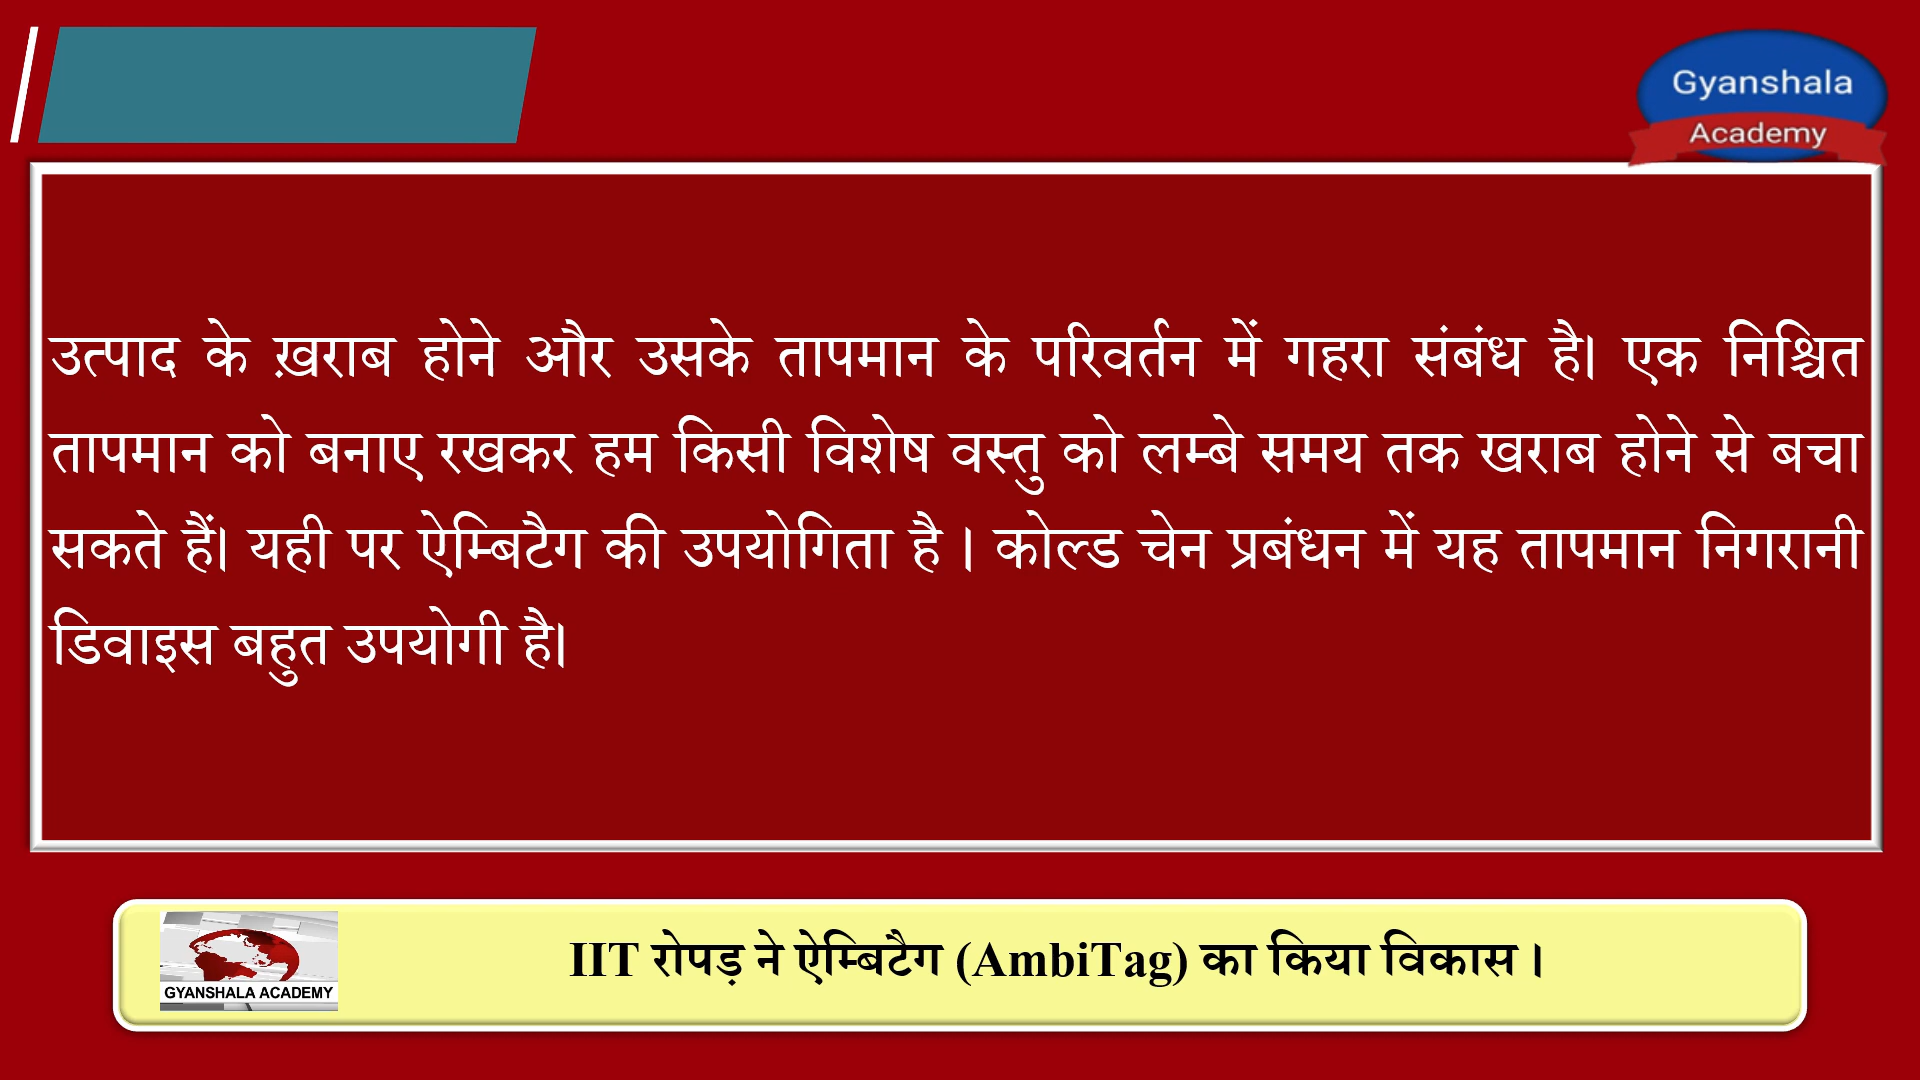 Gyanshala
Academy
उत्पाद के ख़राब होने और उसके तापमान के परिवर्तन में गहरा संबंध है। एक निश्चित
तापमान को बनाए रखकर हम किसी विशेष वस्तु को लम्बे समय तक खराब होने से बचा
सकते हैं। यही पर ऐम्बिटैग की उपयोगिता है । कोल्ड चेन प्रबंधन में यह तापमान निगरानी
डिवाइस बहुत उपयोगी है।
GYANSHALA ACADEMY
IIT रोपड़ ने ऐम्बिटैग (AmbiTag) का किया विकास ।